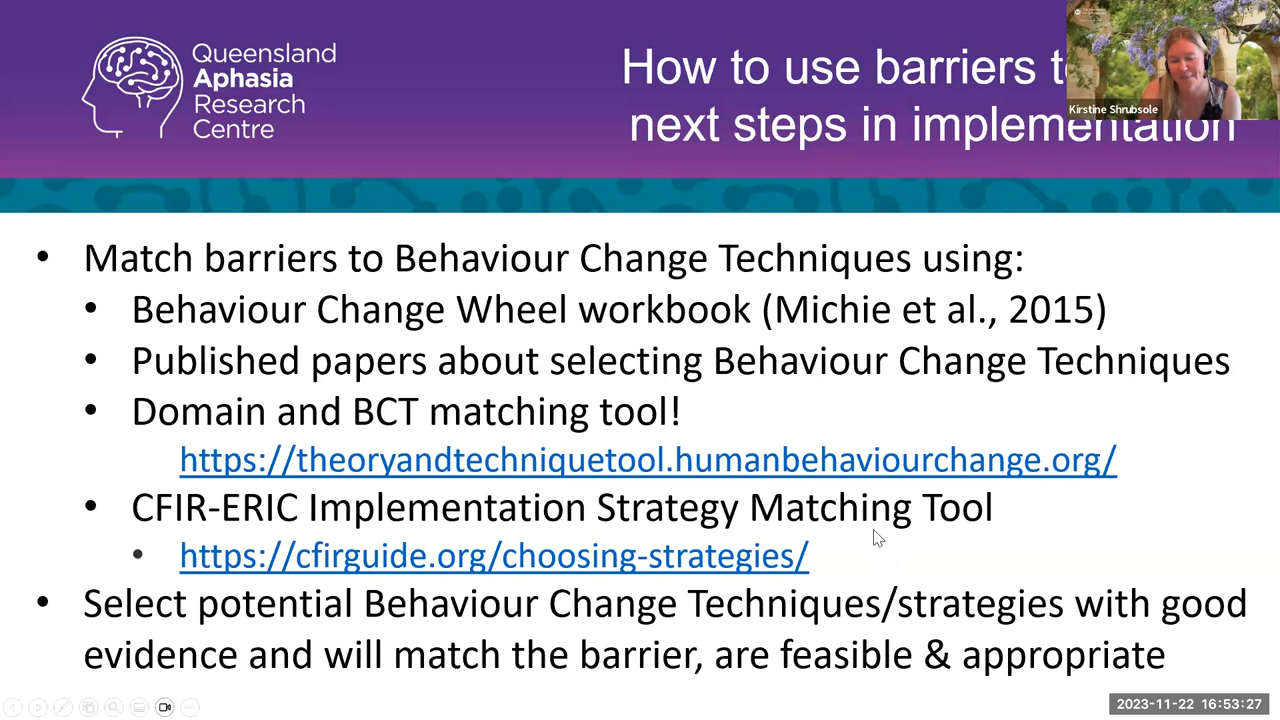 Queensland
Aphasia
Research
Centre
How to use barriers
next steps in implementation
Kirstine Shrubsole
• Match barriers to Behaviour Change Techniques using:
• Behaviour Change Wheel workbook (Michie et al., 2015)
• Published papers about selecting Behaviour Change Techniques
• Domain and BCT matching tool!
https://theoryandtechniquetool.humanbehaviourchange.org/
• CFIR-ERIC Implementation Strategy Matching Tool
• https://cfirguide.org/choosing-strategies/
• Select potential Behaviour Change Techniques/strategies with good
evidence and will match the barrier, are feasible & appropriate
2023-11-22 16:53:27